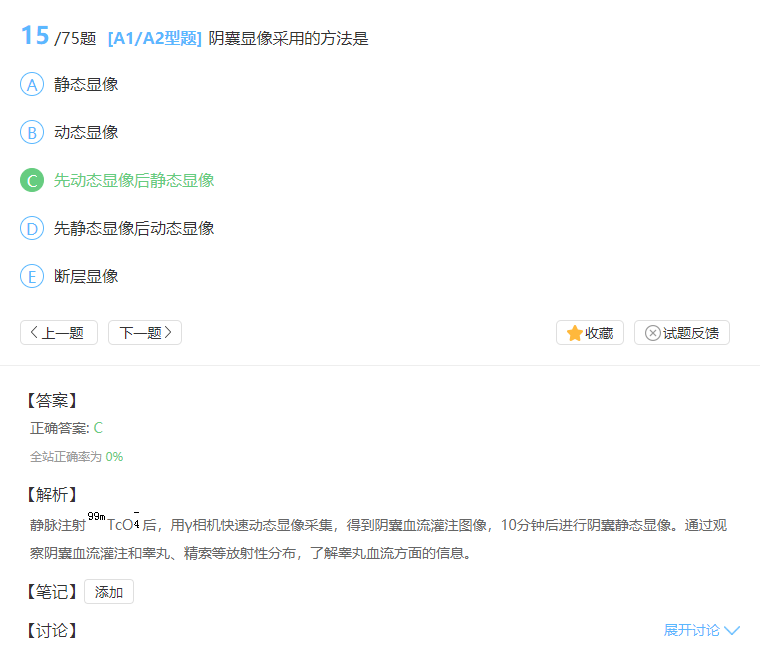 15 /75题 [A1/A2型题] 阴囊显像采用的方法是
A 静态显像
B 动态显像
C 先动态显像后静态显像
D 先静态显像后动态显像
E 断层显像
上一题 下一题 收藏 试题反馈
【答案】
正确答案: C
全站正确率为 0%
【解析】
静脉注射⁹⁹ᵐTcO₄⁻后，用γ相机快速动态显像采集，得到阴囊血流灌注图像，10分钟后进行阴囊静态显像。通过观
察阴囊血流灌注和睾丸、精索等放射性分布，了解睾丸血流方面的信息。
【笔记】 添加
【讨论】 展开讨论